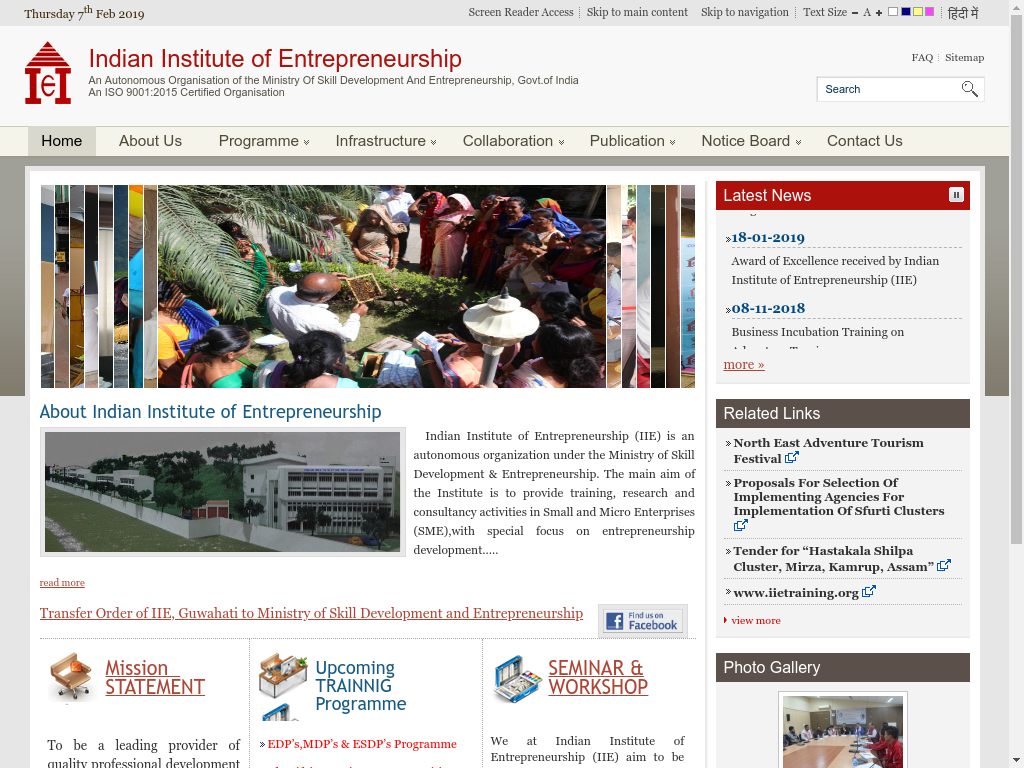 Thursday 7th Feb 2019
Screen Reader Access
Skip to main content
Skip to navigation
Text Size
A
हिंदी में
Indian Institute of Entrepreneurship
An Autonomous Organisation of the Ministry Of Skill Development And Entrepreneurship, Govt.of India
An ISO 9001:2015 Certified Organisation
FAQ
Sitemap
Search
Home
About Us
Programme
Infrastructure
Collaboration
Publication
Notice Board
Contact Us
Latest News
18-01-2019
Award of Excellence received by Indian
Institute of Entrepreneurship (IIE)
08-11-2018
Business Incubation Training on
more »
About Indian Institute of Entrepreneurship
Indian Institute of Entrepreneurship (IIE) is an
autonomous organization under the Ministry of Skill
Development & Entrepreneurship. The main aim of
the Institute is to provide training, research and
consultancy activities in Small and Micro Enterprises
(SME),with special focus on entrepreneurship
development.....
read more
Transfer Order of IIE, Guwahati to Ministry of Skill Development and Entrepreneurship
Find us on
Facebook
Related Links
North East Adventure Tourism
Festival
Proposals For Selection Of
Implementing Agencies For
Implementation Of Sfurti Clusters
Tender for “Hastakala Shilpa
Cluster, Mirza, Kamrup, Assam”
www.iietraining.org
view more
Photo Gallery
Mission
STATEMENT
To be a leading provider of
quality professional development
Upcoming
TRAINNIG
Programme
EDP's,MDP's & ESDP's Programme
SEMINAR &
WORKSHOP
We at Indian Institute of
Entrepreneurship (IIE) aim to be